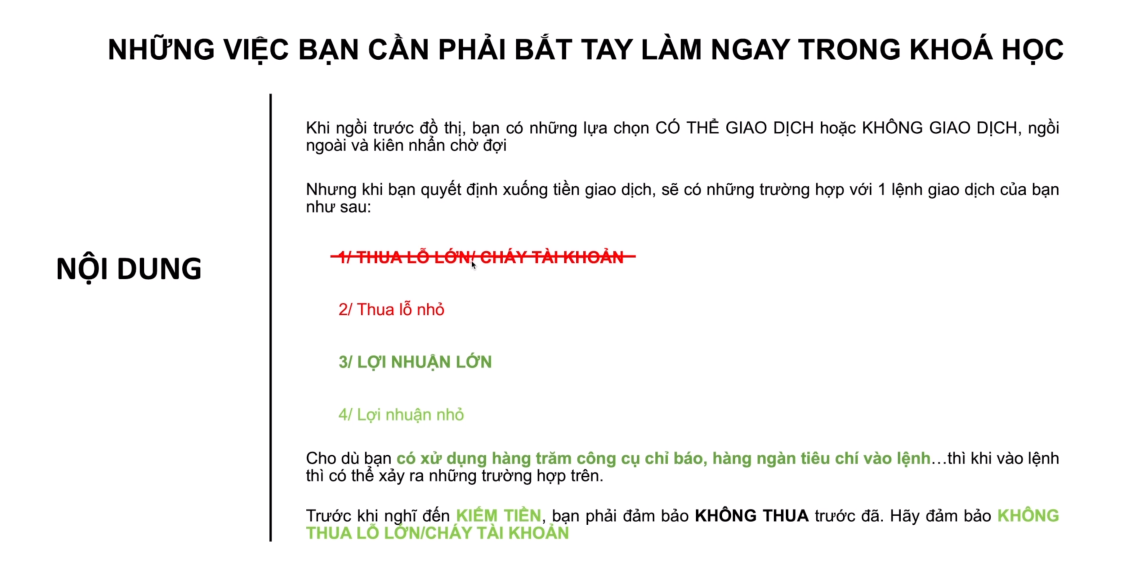 NHỮNG VIỆC BẠN CẦN PHẢI BẮT TAY LÀM NGAY TRONG KHOÁ HỌC
NỘI DUNG
Khi ngồi trước đồ thị, bạn có những lựa chọn CÓ THỂ GIAO DỊCH hoặc KHÔNG GIAO DỊCH, ngồi
ngoài và kiên nhẫn chờ đợi
Nhưng khi bạn quyết định xuống tiền giao dịch, sẽ có những trường hợp với 1 lệnh giao dịch của bạn
như sau:
1/ THUA LỖ LỚN/ CHÁY TÀI KHOẢN
2/ Thua lỗ nhỏ
3/ LỢI NHUẬN LỚN
4/ Lợi nhuận nhỏ
Cho dù bạn có xử dụng hàng trăm công cụ chỉ báo, hàng ngàn tiêu chí vào lệnh...thì khi vào lệnh
thì có thể xảy ra những trường hợp trên.
Trước khi nghĩ đến KIẾM TIỀN, bạn phải đảm bảo KHÔNG THUA trước đã. Hãy đảm bảo KHÔNG
THUA LỖ LỚN/CHÁY TÀI KHOẢN